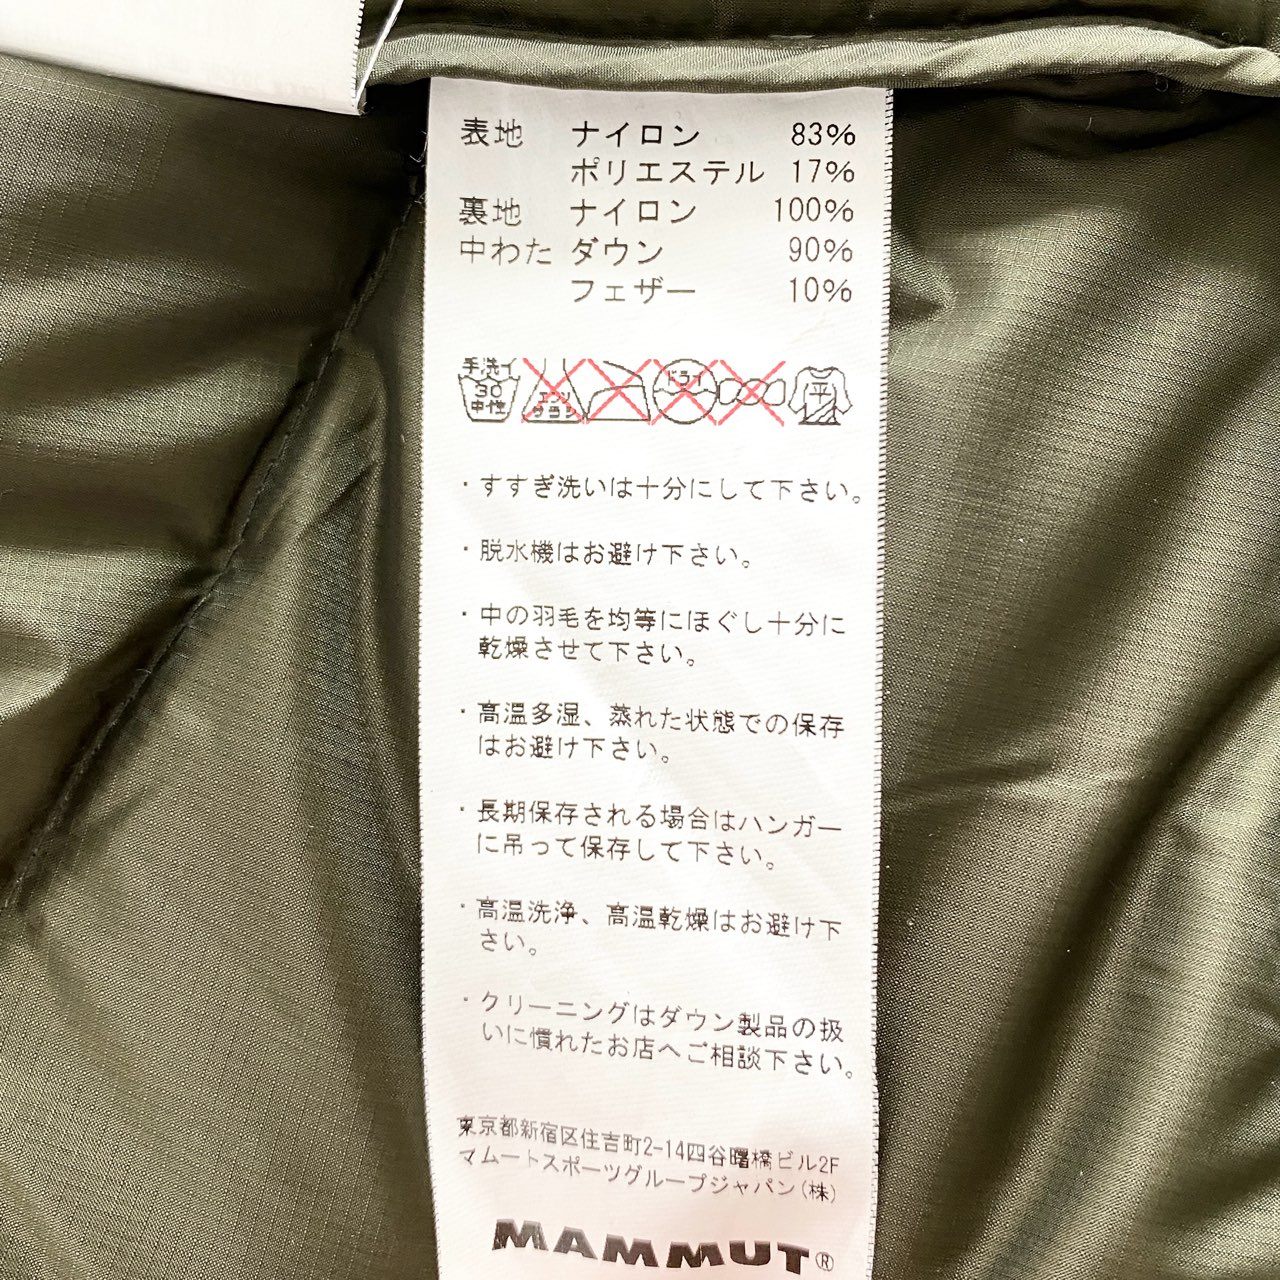 表地 ナイロン 83%
ポリエステル 17%
裏地 ナイロン 100%
中わた ダウン 90%
フェザー 10%
手洗イ 30 中性 エンソサラシ ドライ 平
・すすぎ洗いは十分にして下さい。
・脱水機はお避け下さい。
・中の羽毛を均等にほぐし十分に
乾燥させて下さい。
・高温多湿、蒸れた状態での保存
はお避け下さい。
・長期保存される場合はハンガー
に吊って保存して下さい。
・高温洗浄、高温乾燥はお避け下
さい。
・クリーニングはダウン製品の扱
いに慣れたお店へご相談下さい。
東京都新宿区住吉町2-14四谷曙橋ビル2F
マムートスポーツグループジャパン(株)
MAMMUT®